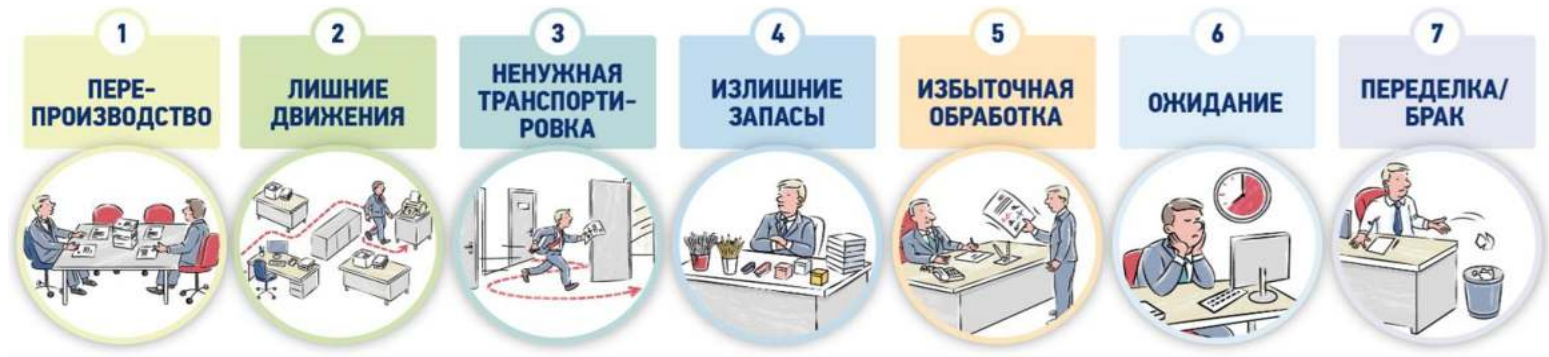 1
ПЕРЕ-
ПРОИЗВОДСТВО
2
ЛИШНИЕ
ДВИЖЕНИЯ
3
НЕНУЖНАЯ
ТРАНСПОРТИ-
РОВКА
4
ИЗЛИШНИЕ
ЗАПАСЫ
5
ИЗБЫТОЧНАЯ
ОБРАБОТКА
6
ОЖИДАНИЕ
7
ПЕРЕДЕЛКА/
БРАК